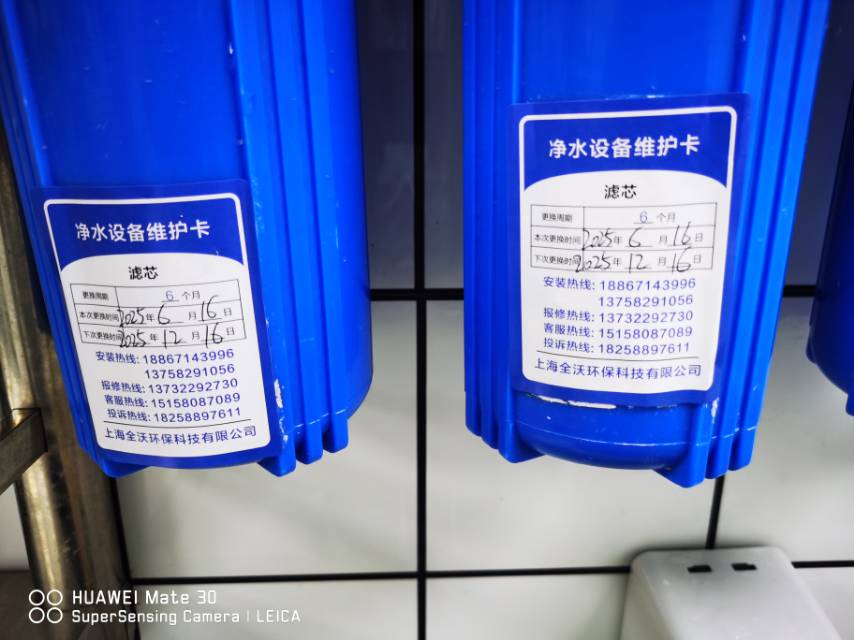 净水设备维护卡
滤芯
更换周期 6 个月
本次更换时间 2025年 6 月 16 日
下次更换时间 2025年 12 月 16 日
安装热线: 18867143996
13758291056
报修热线: 13732292730
客服热线: 15158087089
投诉热线: 18258897611
上海全沃环保科技有限公司
净水设备维护卡
滤芯
更换周期 6 个月
本次更换时间 2025年 6 月 16 日
下次更换时间 2025年 12 月 16 日
安装热线: 18867143996
13758291056
报修热线: 13732292730
客服热线: 15158087089
投诉热线: 18258897611
上海全沃环保科技有限公司
HUAWEI Mate 30
SuperSensing Camera | LEICA